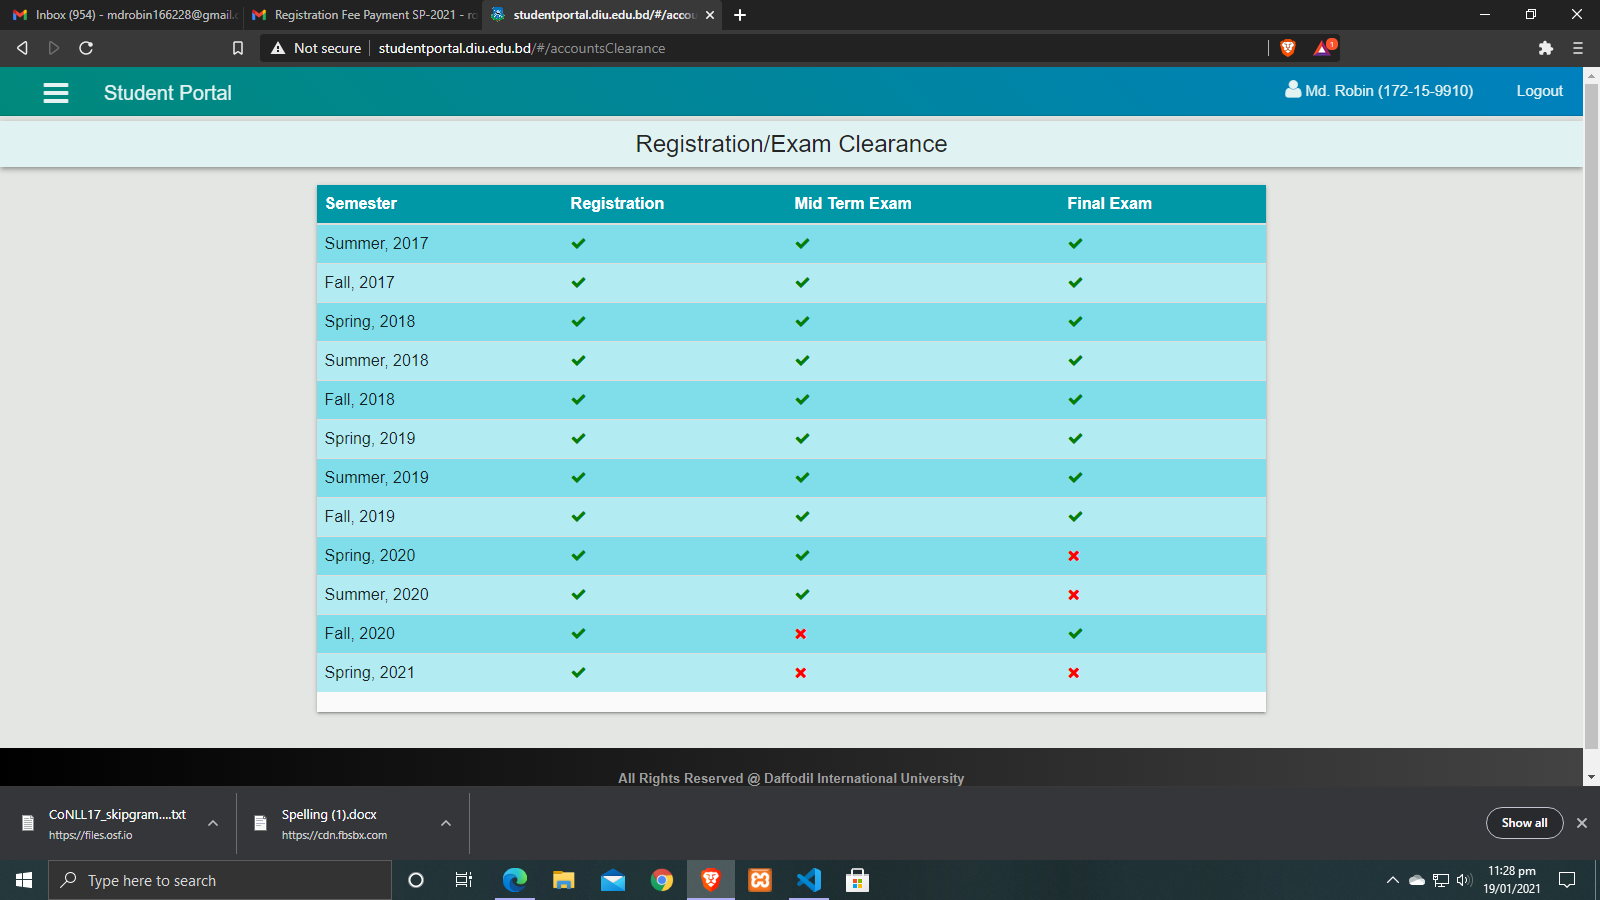 Inbox (954) - mdrobin166228@gmail.
Registration Fee Payment SP-2021 - ro
studentportal.diu.edu.bd/#/accou
Not secure
studentportal.diu.edu.bd/#/accountsClearance
1
Student Portal
Md. Robin (172-15-9910)
Logout
Registration/Exam Clearance
Semester Registration Mid Term Exam Final Exam
Summer, 2017
Fall, 2017
Spring, 2018
Summer, 2018
Fall, 2018
Spring, 2019
Summer, 2019
Fall, 2019
Spring, 2020
Summer, 2020
Fall, 2020
Spring, 2021
All Rights Reserved @ Daffodil International University
CoNLL17_skipgram....txt
https://files.osf.io
Spelling (1).docx
https://cdn.fbsbx.com
Show all
Type here to search
11:28 pm
19/01/2021